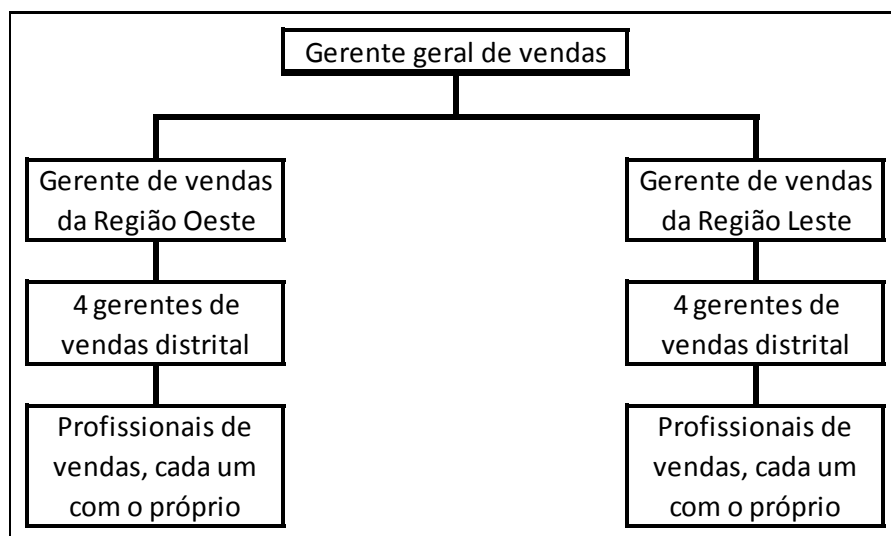 Gerente geral de vendas
Gerente de vendas
da Região Oeste
Gerente de vendas
da Região Leste
4 gerentes de
vendas distrital
4 gerentes de
vendas distrital
Profissionais de
vendas, cada um
com o próprio
Profissionais de
vendas, cada um
com o próprio